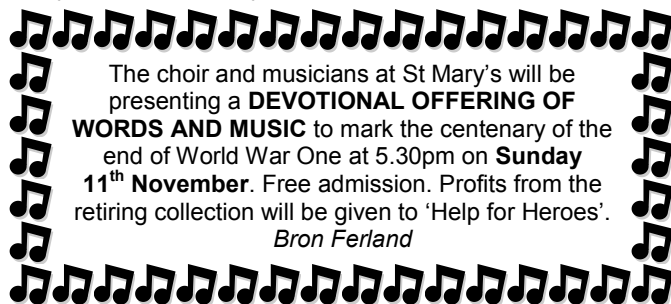 The choir and musicians at St Mary's will be
presenting a DEVOTIONAL OFFERING OF
WORDS AND MUSIC to mark the centenary of the
end of World War One at 5.30pm on Sunday
11th November. Free admission. Profits from the
retiring collection will be given to 'Help for Heroes'.
Bron Ferland